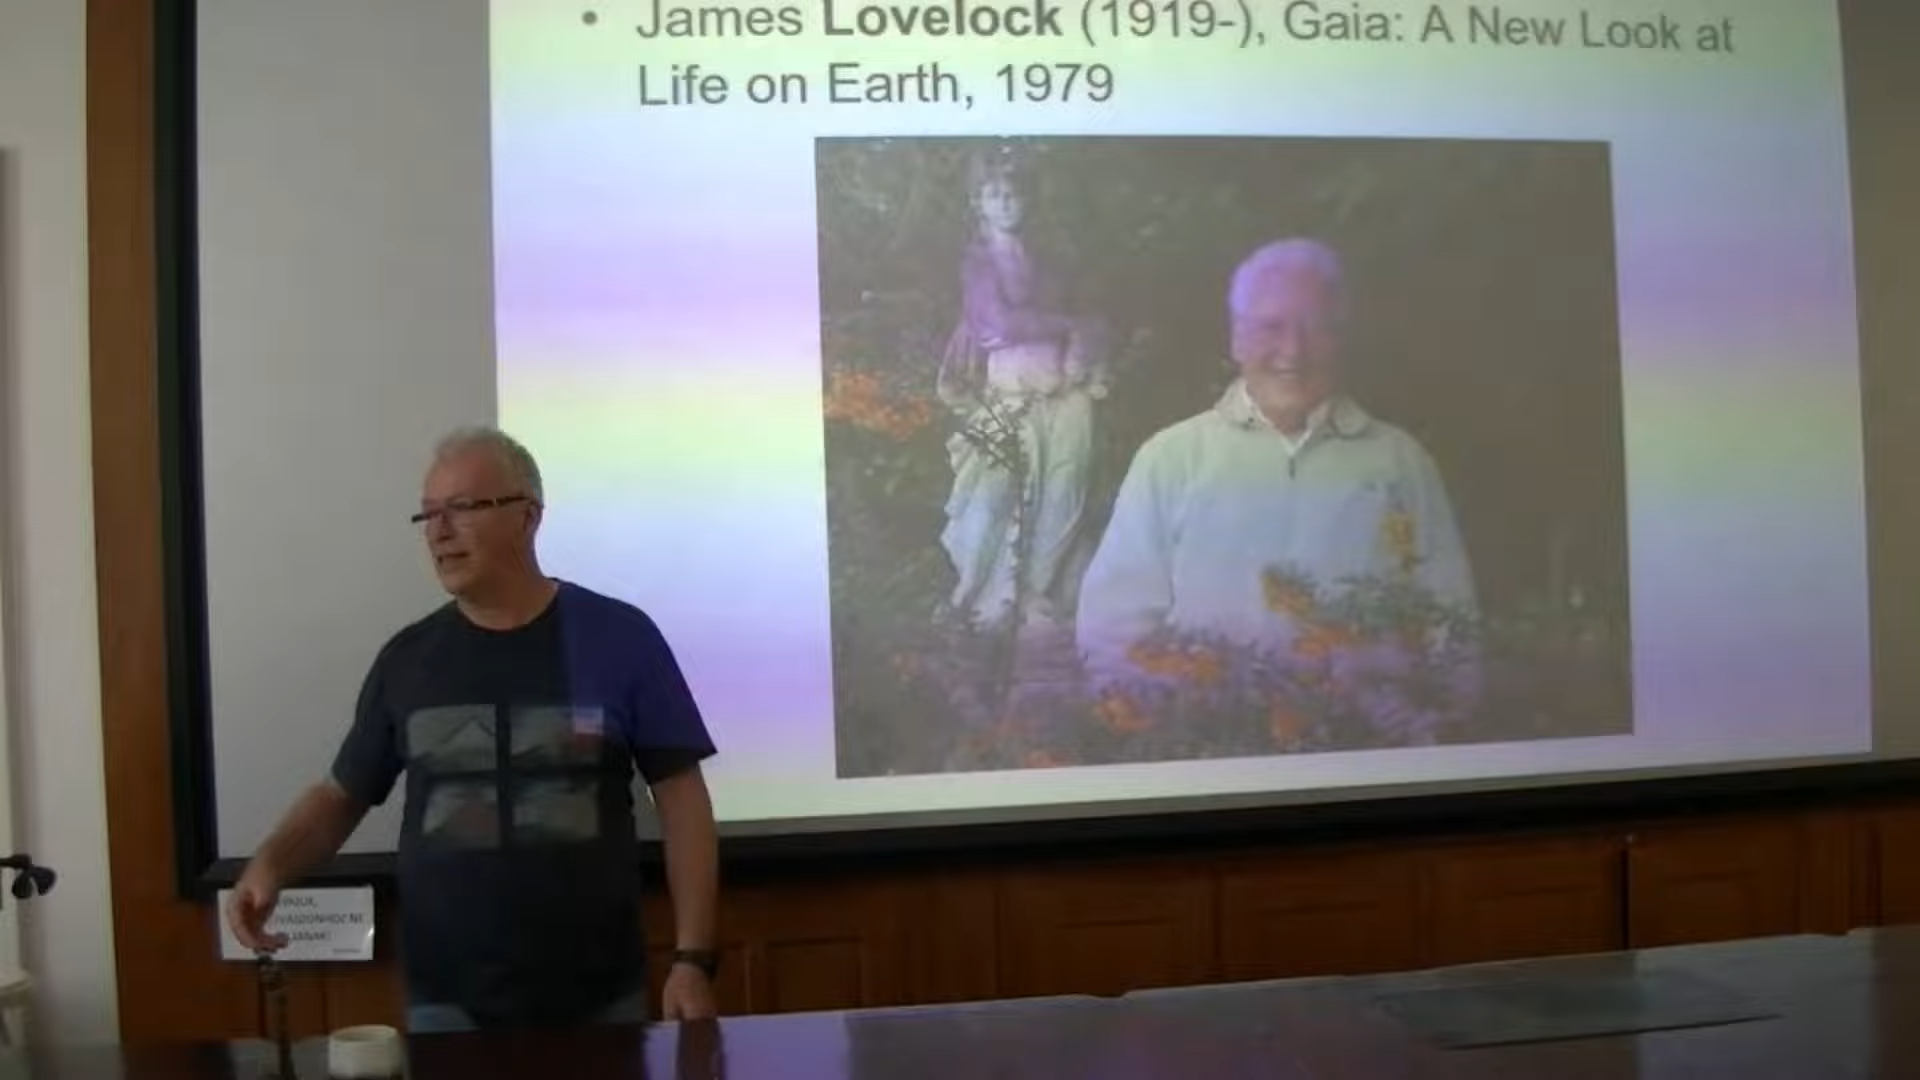 • James Lovelock (1919-), Gaia: A New Look at
Life on Earth, 1979